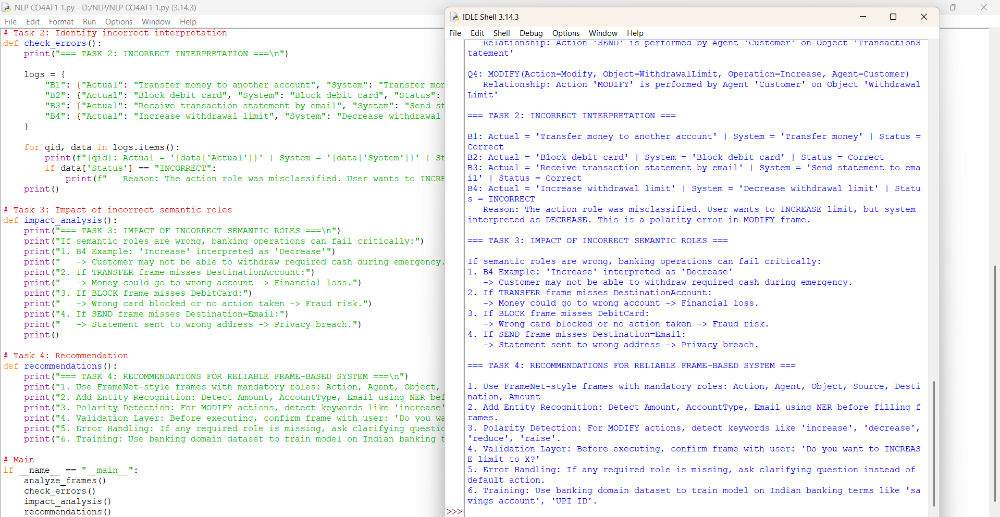 NLP CO4AT1 1.py - D:/NLP/NLP CO4AT1 1.py (3.14.3)
File Edit Format Run Options Window Help
# Task 2: Identify incorrect interpretation
def check_errors():
    print("=== TASK 2: INCORRECT INTERPRETATION ===\n")
    logs = {
        "B1": {"Actual": "Transfer money to another account", "System": "Transfer mon
        "B2": {"Actual": "Block debit card", "System": "Block debit card", "Status":
        "B3": {"Actual": "Receive transaction statement by email", "System": "Send st
        "B4": {"Actual": "Increase withdrawal limit", "System": "Decrease withdrawal
    }
    for qid, data in logs.items():
        print(f"{qid}: Actual = '{data['Actual']}' | System = '{data['System']}' | St
        if data['Status'] == "INCORRECT":
            print(f"   Reason: The action role was misclassified. User wants to INCRE
    print()
# Task 3: Impact of incorrect semantic roles
def impact_analysis():
    print("=== TASK 3: IMPACT OF INCORRECT SEMANTIC ROLES ===\n")
    print("If semantic roles are wrong, banking operations can fail critically:")
    print("1. B4 Example: 'Increase' interpreted as 'Decrease'")
    print("   -> Customer may not be able to withdraw required cash during emergency.
    print("2. If TRANSFER frame misses DestinationAccount:")
    print("   -> Money could go to wrong account -> Financial loss.")
    print("3. If BLOCK frame misses DebitCard:")
    print("   -> Wrong card blocked or no action taken -> Fraud risk.")
    print("4. If SEND frame misses Destination=Email:")
    print("   -> Statement sent to wrong address -> Privacy breach.")
    print()
# Task 4: Recommendation
def recommendations():
    print("=== TASK 4: RECOMMENDATIONS FOR RELIABLE FRAME-BASED SYSTEM ===\n")
    print("1. Use FrameNet-style frames with mandatory roles: Action, Agent, Object,
    print("2. Add Entity Recognition: Detect Amount, AccountType, Email using NER bef
    print("3. Polarity Detection: For MODIFY actions, detect keywords like 'increase'
    print("4. Validation Layer: Before executing, confirm frame with user: 'Do you wa
    print("5. Error Handling: If any required role is missing, ask clarifying questio
    print("6. Training: Use banking domain dataset to train model on Indian banking t
# Main
if __name__ == "__main__":
    analyze_frames()
    check_errors()
    impact_analysis()
    recommendations()
IDLE Shell 3.14.3
File Edit Shell Debug Options Window Help
   Relationship: Action 'SEND' is performed by Agent 'Customer' on Object 'TransactionS
tatement'
Q4: MODIFY(Action=Modify, Object=WithdrawalLimit, Operation=Increase, Agent=Customer)
   Relationship: Action 'MODIFY' is performed by Agent 'Customer' on Object 'Withdrawal
Limit'
=== TASK 2: INCORRECT INTERPRETATION ===
B1: Actual = 'Transfer money to another account' | System = 'Transfer money' | Status =
Correct
B2: Actual = 'Block debit card' | System = 'Block debit card' | Status = Correct
B3: Actual = 'Receive transaction statement by email' | System = 'Send statement to ema
il' | Status = Correct
B4: Actual = 'Increase withdrawal limit' | System = 'Decrease withdrawal limit' | Statu
s = INCORRECT
   Reason: The action role was misclassified. User wants to INCREASE limit, but system
interpreted as DECREASE. This is a polarity error in MODIFY frame.
=== TASK 3: IMPACT OF INCORRECT SEMANTIC ROLES ===
If semantic roles are wrong, banking operations can fail critically:
1. B4 Example: 'Increase' interpreted as 'Decrease'
   -> Customer may not be able to withdraw required cash during emergency.
2. If TRANSFER frame misses DestinationAccount:
   -> Money could go to wrong account -> Financial loss.
3. If BLOCK frame misses DebitCard:
   -> Wrong card blocked or no action taken -> Fraud risk.
4. If SEND frame misses Destination=Email:
   -> Statement sent to wrong address -> Privacy breach.
=== TASK 4: RECOMMENDATIONS FOR RELIABLE FRAME-BASED SYSTEM ===
1. Use FrameNet-style frames with mandatory roles: Action, Agent, Object, Source, Desti
nation, Amount
2. Add Entity Recognition: Detect Amount, AccountType, Email using NER before filling f
rames.
3. Polarity Detection: For MODIFY actions, detect keywords like 'increase', 'decrease',
'reduce', 'raise'.
4. Validation Layer: Before executing, confirm frame with user: 'Do you want to INCREAS
E limit to X?'
5. Error Handling: If any required role is missing, ask clarifying question instead of
default action.
6. Training: Use banking domain dataset to train model on Indian banking terms like 'sa
vings account', 'UPI ID'.
>>>